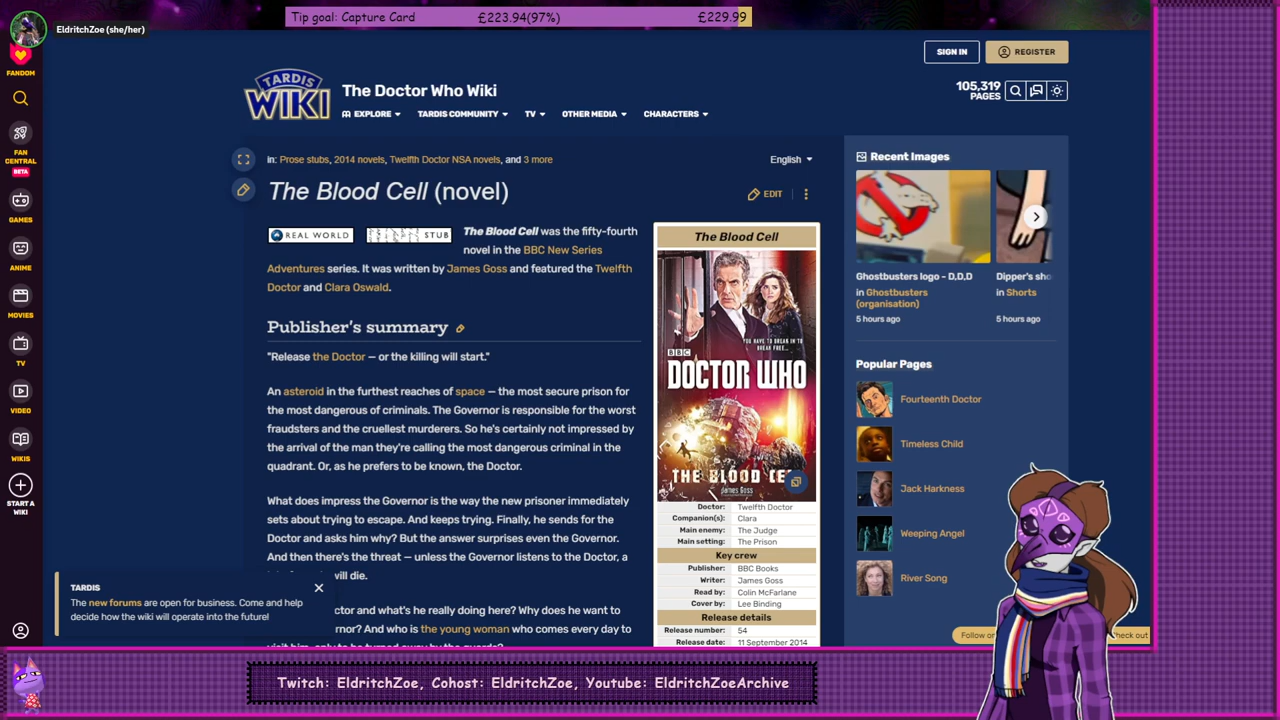 Tip goal: Capture Card £223.94(97%) £229.99
EldritchZoe (she/her)
SIGN IN
REGISTER
FANDOM
TARDIS
WIKI
The Doctor Who Wiki
105,319
PAGES
EXPLORE
TARDIS COMMUNITY
TV
OTHER MEDIA
CHARACTERS
FAN
CENTRAL
BETA
GAMES
ANIME
MOVIES
TV
VIDEO
WIKIS
START A
WIKI
in: Prose stubs, 2014 novels, Twelfth Doctor NSA novels, and 3 more
English
The Blood Cell (novel)
EDIT
REAL WORLD
STUB
The Blood Cell was the fifty-fourth
novel in the BBC New Series
Adventures series. It was written by James Goss and featured the Twelfth
Doctor and Clara Oswald.
Publisher's summary
"Release the Doctor — or the killing will start."
An asteroid in the furthest reaches of space — the most secure prison for
the most dangerous of criminals. The Governor is responsible for the worst
fraudsters and the cruellest murderers. So he's certainly not impressed by
the arrival of the man they're calling the most dangerous criminal in the
quadrant. Or, as he prefers to be known, the Doctor.
What does impress the Governor is the way the new prisoner immediately
sets about trying to escape. And keeps trying. Finally, he sends for the
Doctor and asks him why? But the answer surprises even the Governor.
And then there's the threat — unless the Governor listens to the Doctor, a
will die.
ctor and what's he really doing here? Why does he want to
rnor? And who is the young woman who comes every day to
The Blood Cell
YOU HAVE TO BREAK IN TO
BREAK FREE...
BBC
DOCTOR WHO
THE BLOOD CE
James Goss
Doctor: Twelfth Doctor
Companion(s): Clara
Main enemy: The Judge
Main setting: The Prison
Key crew
Publisher: BBC Books
Writer: James Goss
Read by: Colin McFarlane
Cover by: Lee Binding
Release details
Release number: 54
Release date: 11 September 2014
Recent Images
Ghostbusters logo - D,D,D
in Ghostbusters
(organisation)
5 hours ago
Dipper's sho
in Shorts
5 hours ago
Popular Pages
Fourteenth Doctor
Timeless Child
Jack Harkness
Weeping Angel
River Song
TARDIS
The new forums are open for business. Come and help
decide how the wiki will operate into the future!
Follow on
heck out
Twitch: EldritchZoe, Cohost: EldritchZoe, Youtube: EldritchZoeArchive